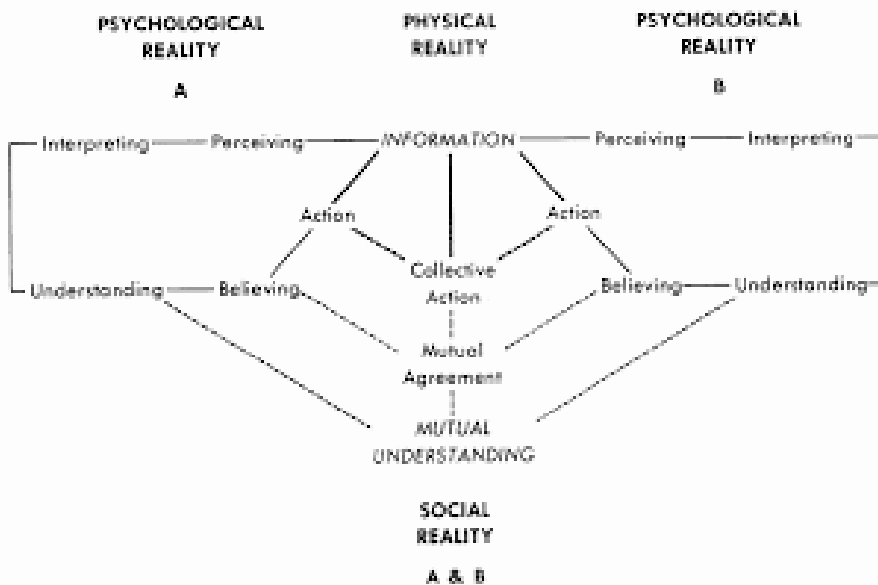 PSYCHOLOGICAL PHYSICAL PSYCHOLOGICAL
REALITY REALITY REALITY
A B
Interpreting Perceiving INFORMATION Perceiving Interpreting
Action Action
Collective
Action
Understanding Believing Believing Understanding
Mutual
Agreement
MUTUAL
UNDERSTANDING
SOCIAL
REALITY
A & B